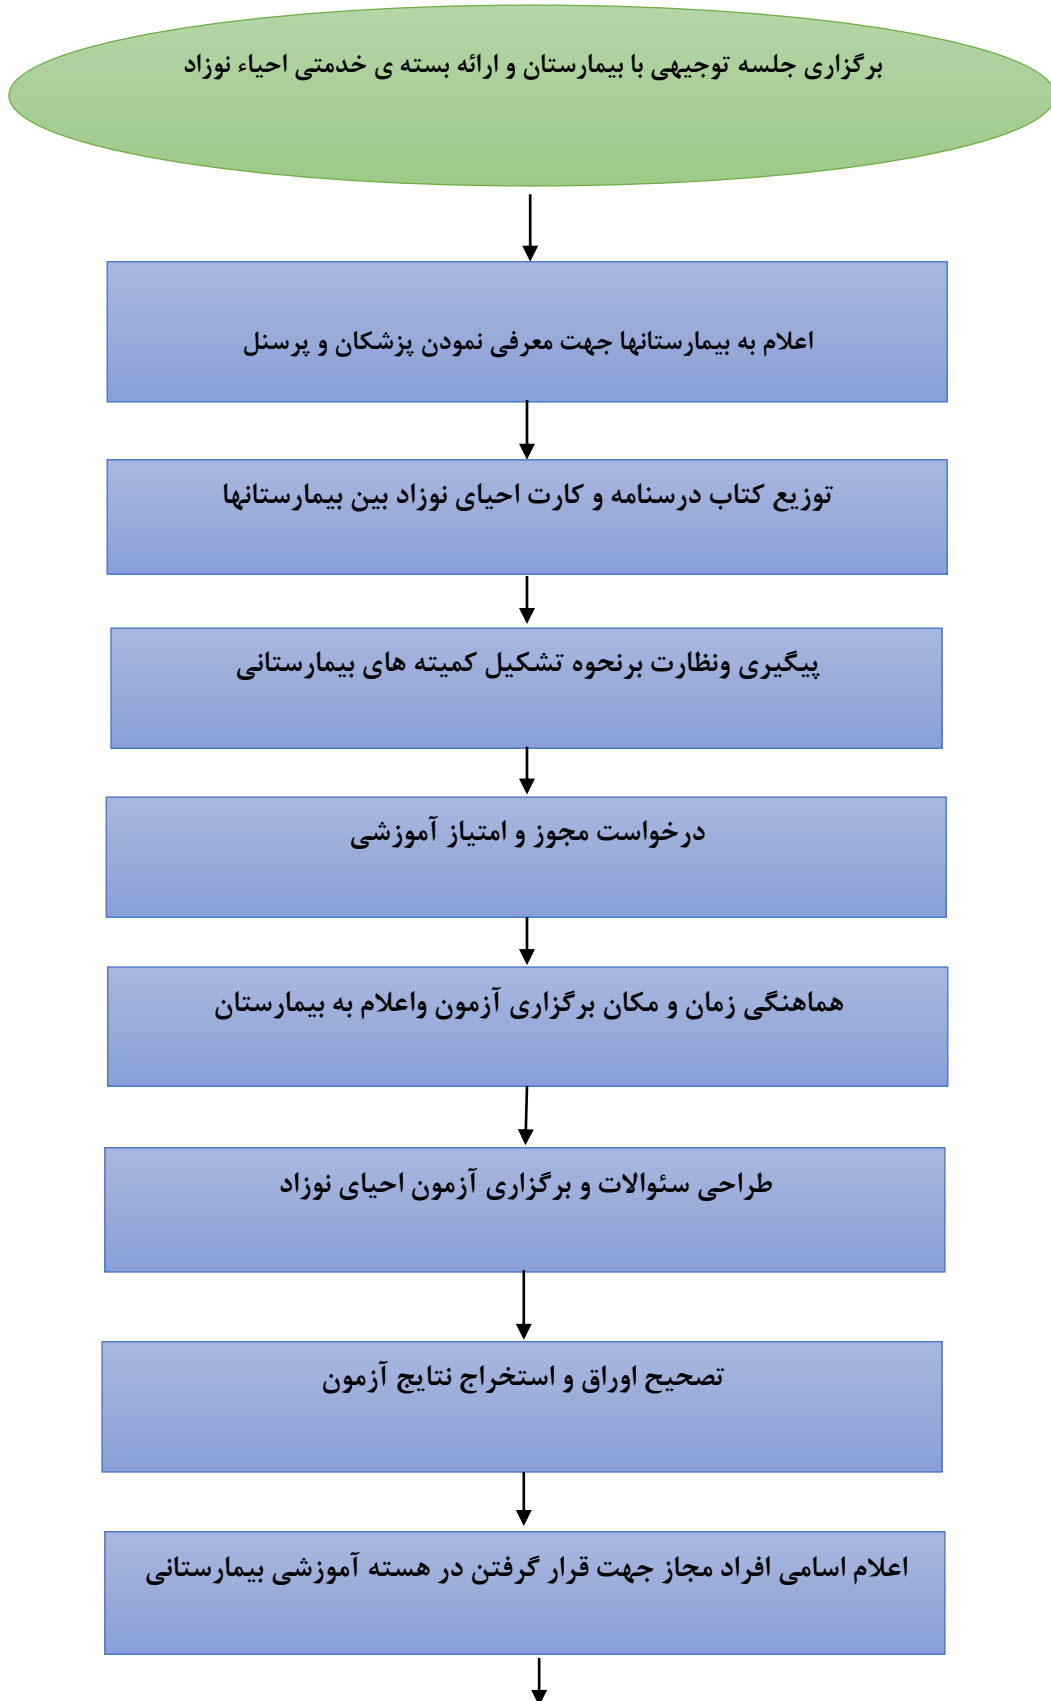 برگزاری جلسه توجیهی با بیمارستان و ارائه بسته ی خدمتی احیاء نوزاد
اعلام به بیمارستانها جهت معرفی نمودن پزشکان و پرسنل
توزیع کتاب درسنامه و کارت احیای نوزاد بین بیمارستانها
پیگیری ونظارت برنحوه تشکیل کمیته های بیمارستانی
درخواست مجوز و امتیاز آموزشی
هماهنگی زمان و مکان برگزاری آزمون واعلام به بیمارستان
طراحی سئوالات و برگزاری آزمون احیای نوزاد
تصحیح اوراق و استخراج نتایج آزمون
اعلام اسامی افراد مجاز جهت قرار گرفتن در هسته آموزشی بیمارستانی